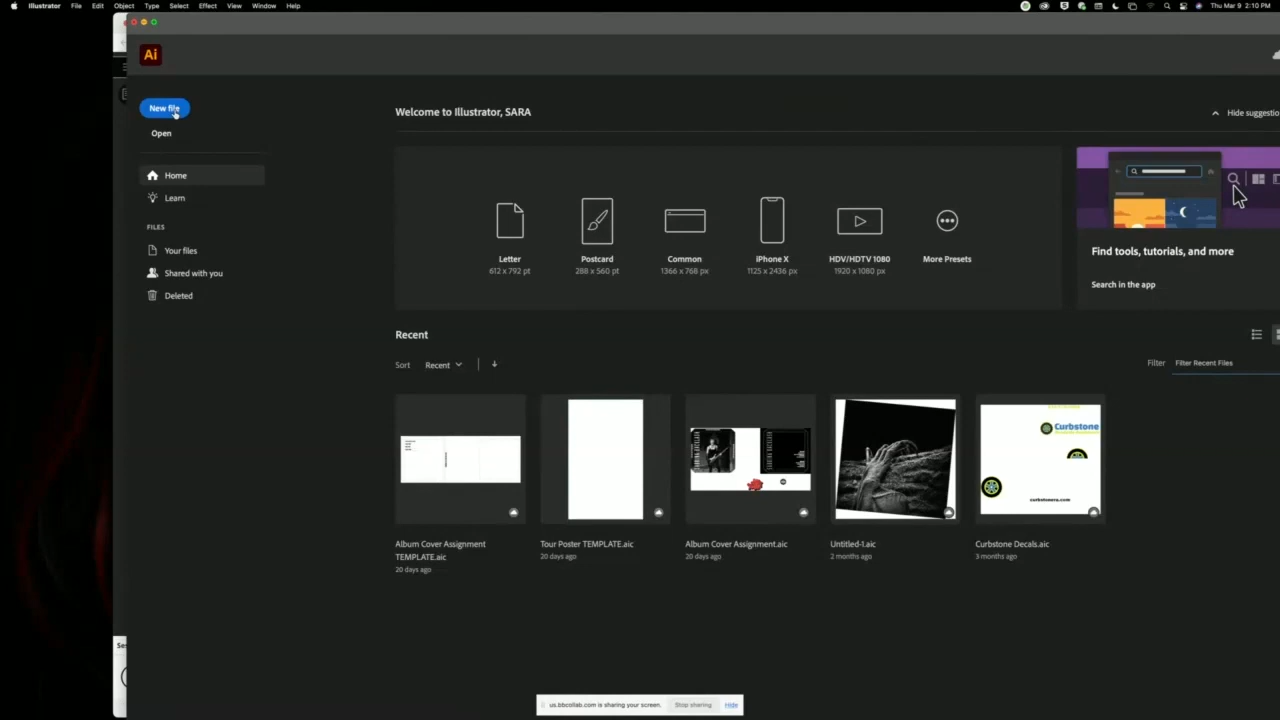 Illustrator File Edit Object Type Select Effect View Window Help
Thu Mar 9 2:10 PM
Ai
New file
Open
Home
Learn
FILES
Your files
Shared with you
Deleted
Welcome to Illustrator, SARA
Hide suggestio
Letter
612 x 792 pt
Postcard
288 x 560 pt
Common
1366 x 768 px
iPhone X
1125 x 2436 px
HDV/HDTV 1080
1920 x 1080 px
More Presets
Find tools, tutorials, and more
Search in the app
Recent
Sort Recent
Filter Filter Recent Files
Curbstone
curbstonera.com
Album Cover Assignment
TEMPLATE.aic
20 days ago
Tour Poster TEMPLATE.aic
20 days ago
Album Cover Assignment.aic
20 days ago
Untitled-1.aic
2 months ago
Curbstone Decals.aic
3 months ago
Ses
us.bbcollab.com is sharing your screen. Stop sharing Hide